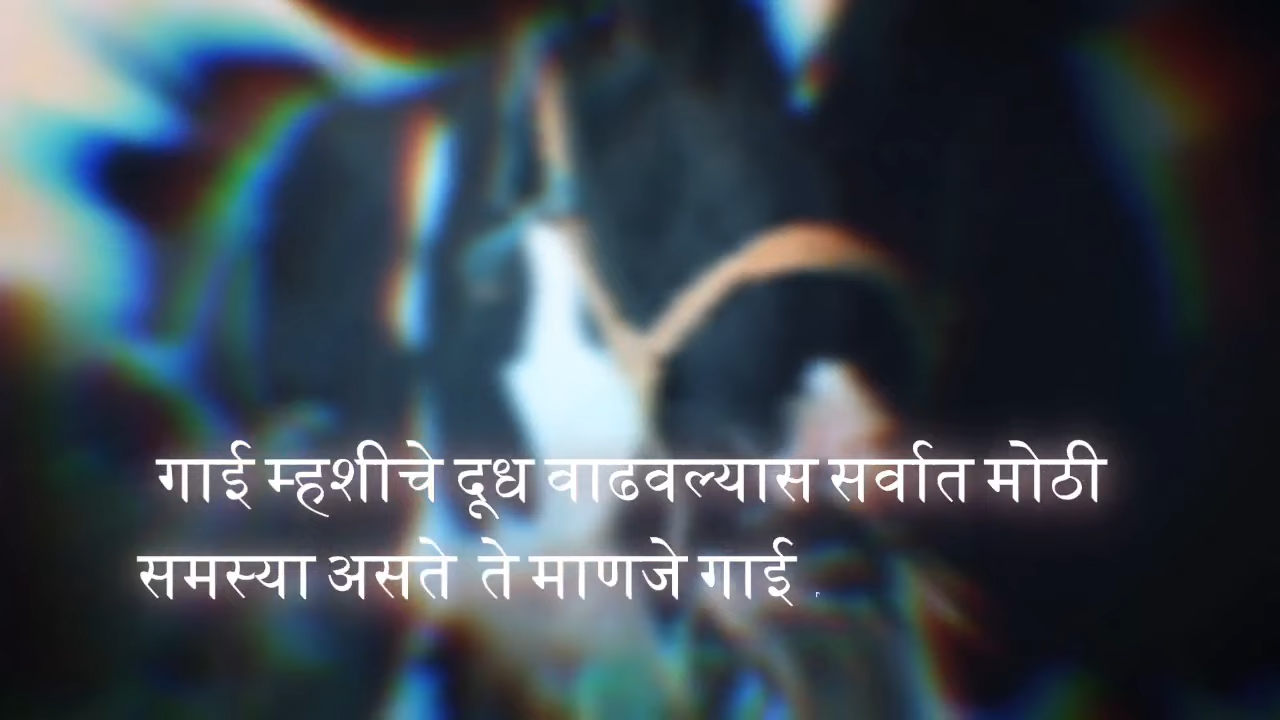 गाई म्हशीचे दूध वाढवल्यास सर्वात मोठी
समस्या असते ते माणजे गाई .